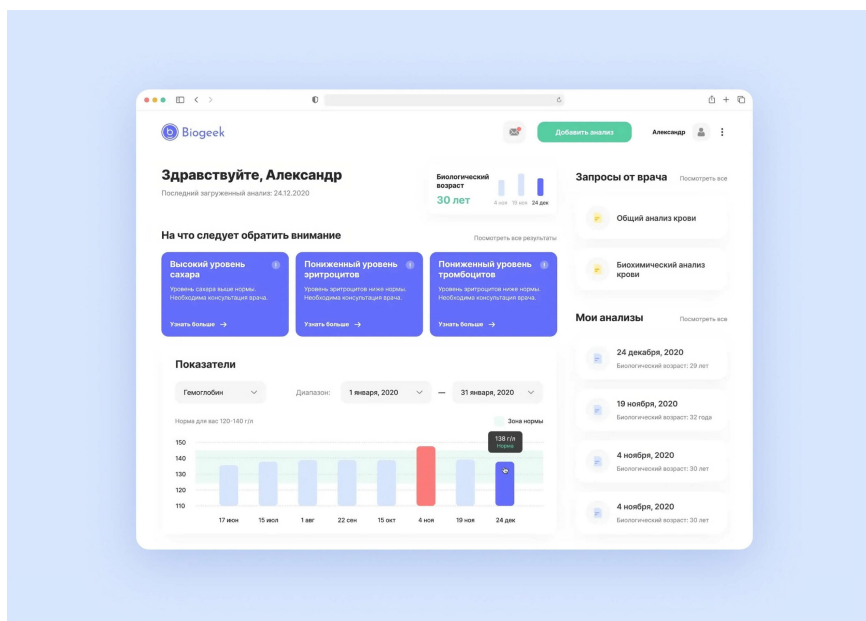 Biogeek
Добавить анализ
Александр
Здравствуйте, Александр
Последний загруженный анализ: 24.12.2020
Биологический
возраст
30 лет
4 ноя
19 ноя
24 дек
На что следует обратить внимание
Посмотреть все результаты
Высокий уровень
сахара
Уровень сахара выше нормы.
Необходима консультация врача.
Узнать больше
Пониженный уровень
эритроцитов
Уровень эритроцитов ниже нормы.
Необходима консультация врача.
Узнать больше
Пониженный уровень
тромбоцитов
Уровень эритроцитов ниже нормы.
Необходима консультация врача.
Узнать больше
Показатели
Гемоглобин
Диапазон:
1 января, 2020
—
31 января, 2020
Норма для вас 120-140 г/л
Зона нормы
138 г/л
Норма
150
140
130
120
110
17 июн
15 июл
1 авг
22 сен
15 окт
4 ноя
19 ноя
24 дек
Запросы от врача
Посмотреть все
Общий анализ крови
Биохимический анализ
крови
Мои анализы
Посмотреть все
24 декабря, 2020
Биологический возраст: 29 лет
19 ноября, 2020
Биологический возраст: 32 года
4 ноября, 2020
Биологический возраст: 30 лет
4 ноября, 2020
Биологический возраст: 30 лет